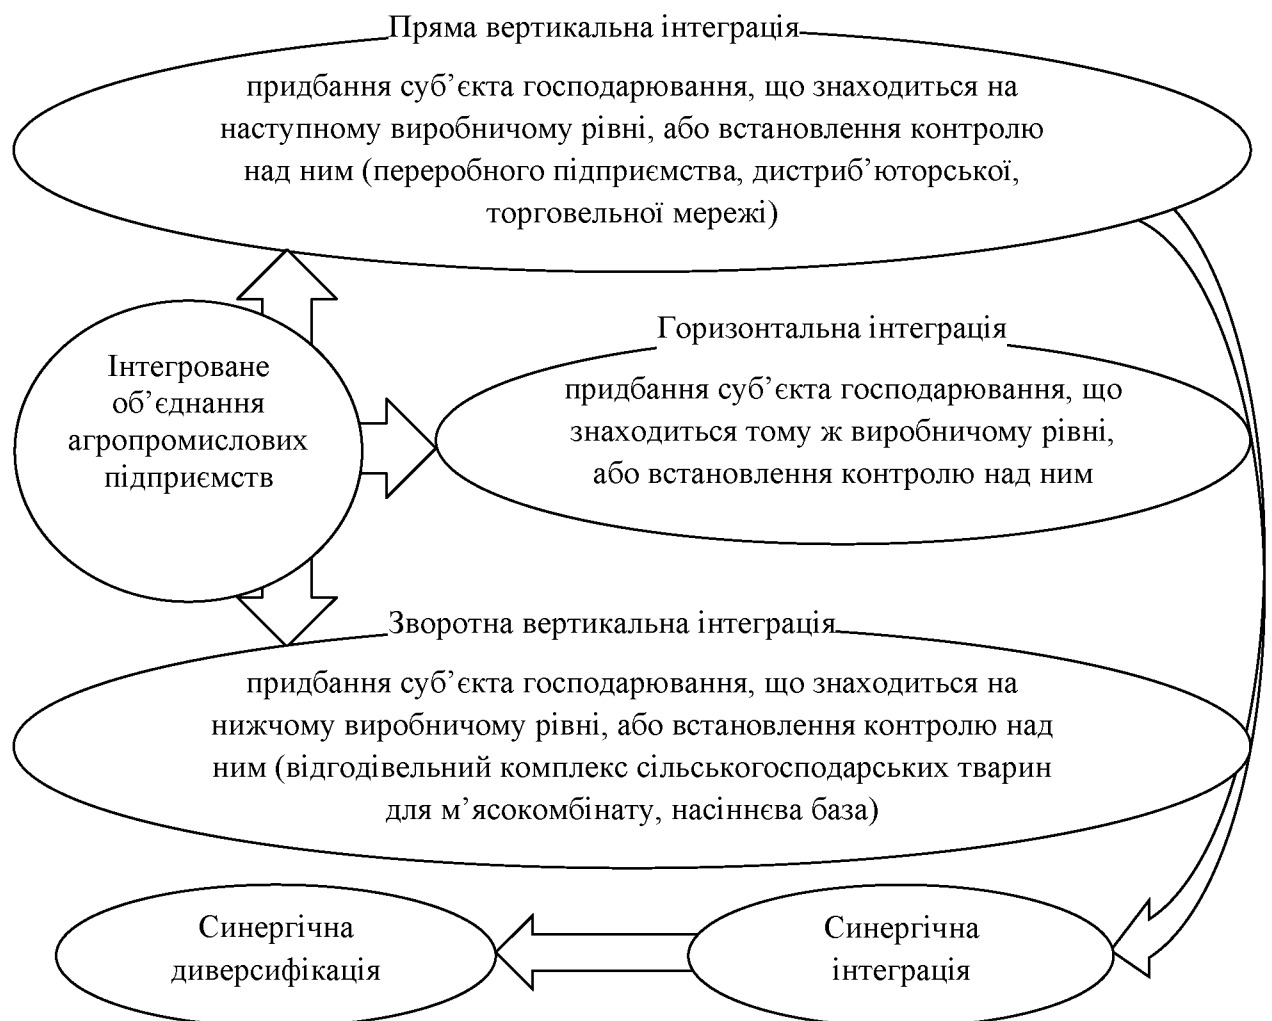 Пряма вертикальна інтеграція
придбання суб’єкта господарювання, що знаходиться на
наступному виробничому рівні, або встановлення контролю
над ним (переробного підприємства, дистриб’юторської,
торговельної мережі)
Інтегроване
об’єднання
агропромислових
підприємств
Горизонтальна інтеграція
придбання суб’єкта господарювання, що
знаходиться тому ж виробничому рівні,
або встановлення контролю над ним
Зворотна вертикальна інтеграція
придбання суб’єкта господарювання, що знаходиться на
нижчому виробничому рівні, або встановлення контролю над
ним (відгодівельний комплекс сільськогосподарських тварин
для м’ясокомбінату, насіннєва база)
Синергічна
диверсифікація
Синергічна
інтеграція